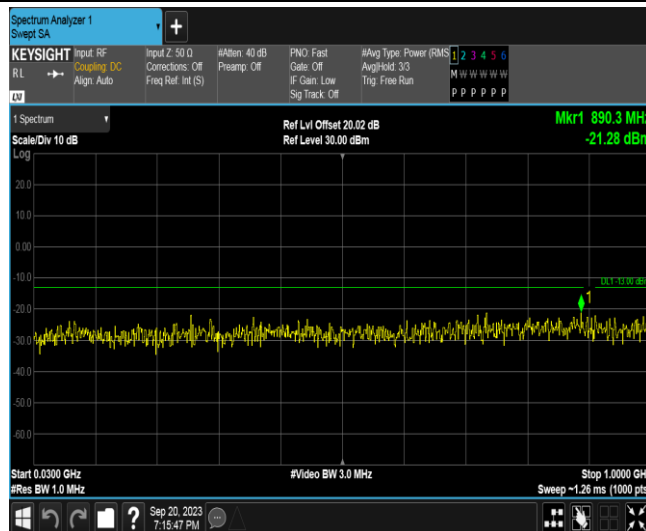 Spectrum Analyzer 1
Swept SA
+
KEYSIGHT
RL
LXI
Input: RF
Coupling: DC
Align: Auto
Input Z: 50 Ω
Corrections: Off
Freq Ref: Int (S)
#Atten: 40 dB
Preamp: Off
PNO: Fast
Gate: Off
IF Gain: Low
Sig Track: Off
#Avg Type: Power (RMS
Avg|Hold: 3/3
Trig: Free Run
1 2 3 4 5 6
M W W W W W
P P P P P P
1 Spectrum
Scale/Div 10 dB
Log
Ref Lvl Offset 20.02 dB
Ref Level 30.00 dBm
Mkr1 890.3 MHz
-21.28 dBm
20.0
10.0
0.00
-10.0
-20.0
-30.0
-40.0
-50.0
-60.0
DL1 -13.00 dBm
1
Start 0.0300 GHz
#Res BW 1.0 MHz
#Video BW 3.0 MHz
Stop 1.0000 GHz
Sweep ~1.26 ms (1000 pts
?
Sep 20, 2023
7:15:47 PM